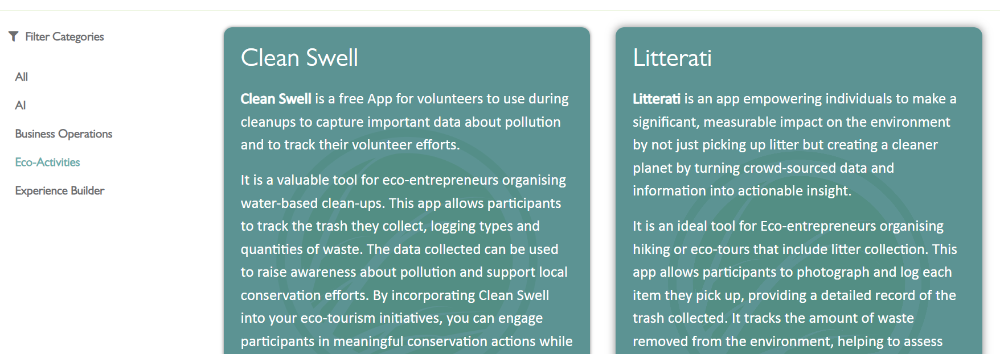 Filter Categories
All
AI
Business Operations
Eco-Activities
Experience Builder
Clean Swell
Clean Swell is a free App for volunteers to use during
cleanups to capture important data about pollution
and to track their volunteer efforts.
It is a valuable tool for eco-entrepreneurs organising
water-based clean-ups. This app allows participants
to track the trash they collect, logging types and
quantities of waste. The data collected can be used
to raise awareness about pollution and support local
conservation efforts. By incorporating Clean Swell
into your eco-tourism initiatives, you can engage
participants in meaningful conservation actions while
Litterati
Litterati is an app empowering individuals to make a
significant, measurable impact on the environment
by not just picking up litter but creating a cleaner
planet by turning crowd-sourced data and
information into actionable insight.
It is an ideal tool for Eco-entrepreneurs organising
hiking or eco-tours that include litter collection. This
app allows participants to photograph and log each
item they pick up, providing a detailed record of the
trash collected. It tracks the amount of waste
removed from the environment, helping to assess